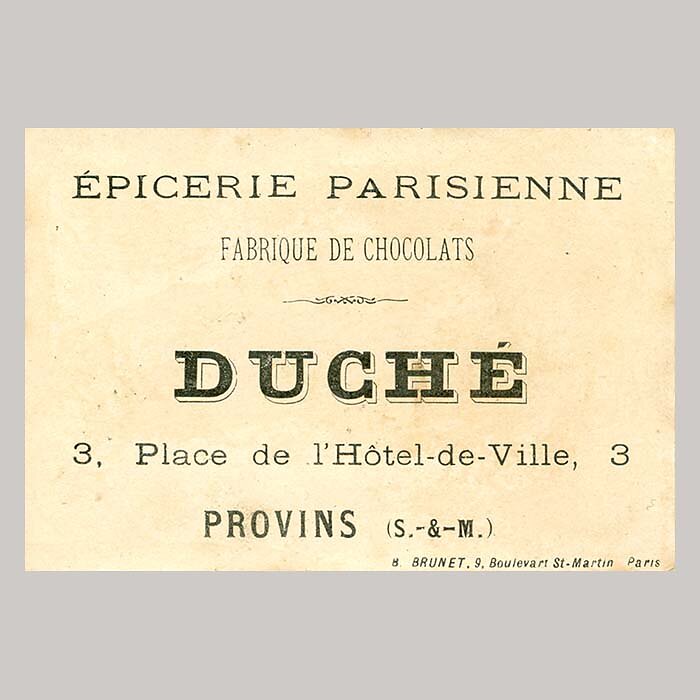 ÉPICERIE PARISIENNE
FABRIQUE DE CHOCOLATS
DUCHÉ
3, Place de l'Hôtel-de-Ville, 3
PROVINS (S.-&-M.)
B. BRUNET, 9, Boulevart St-Martin Paris